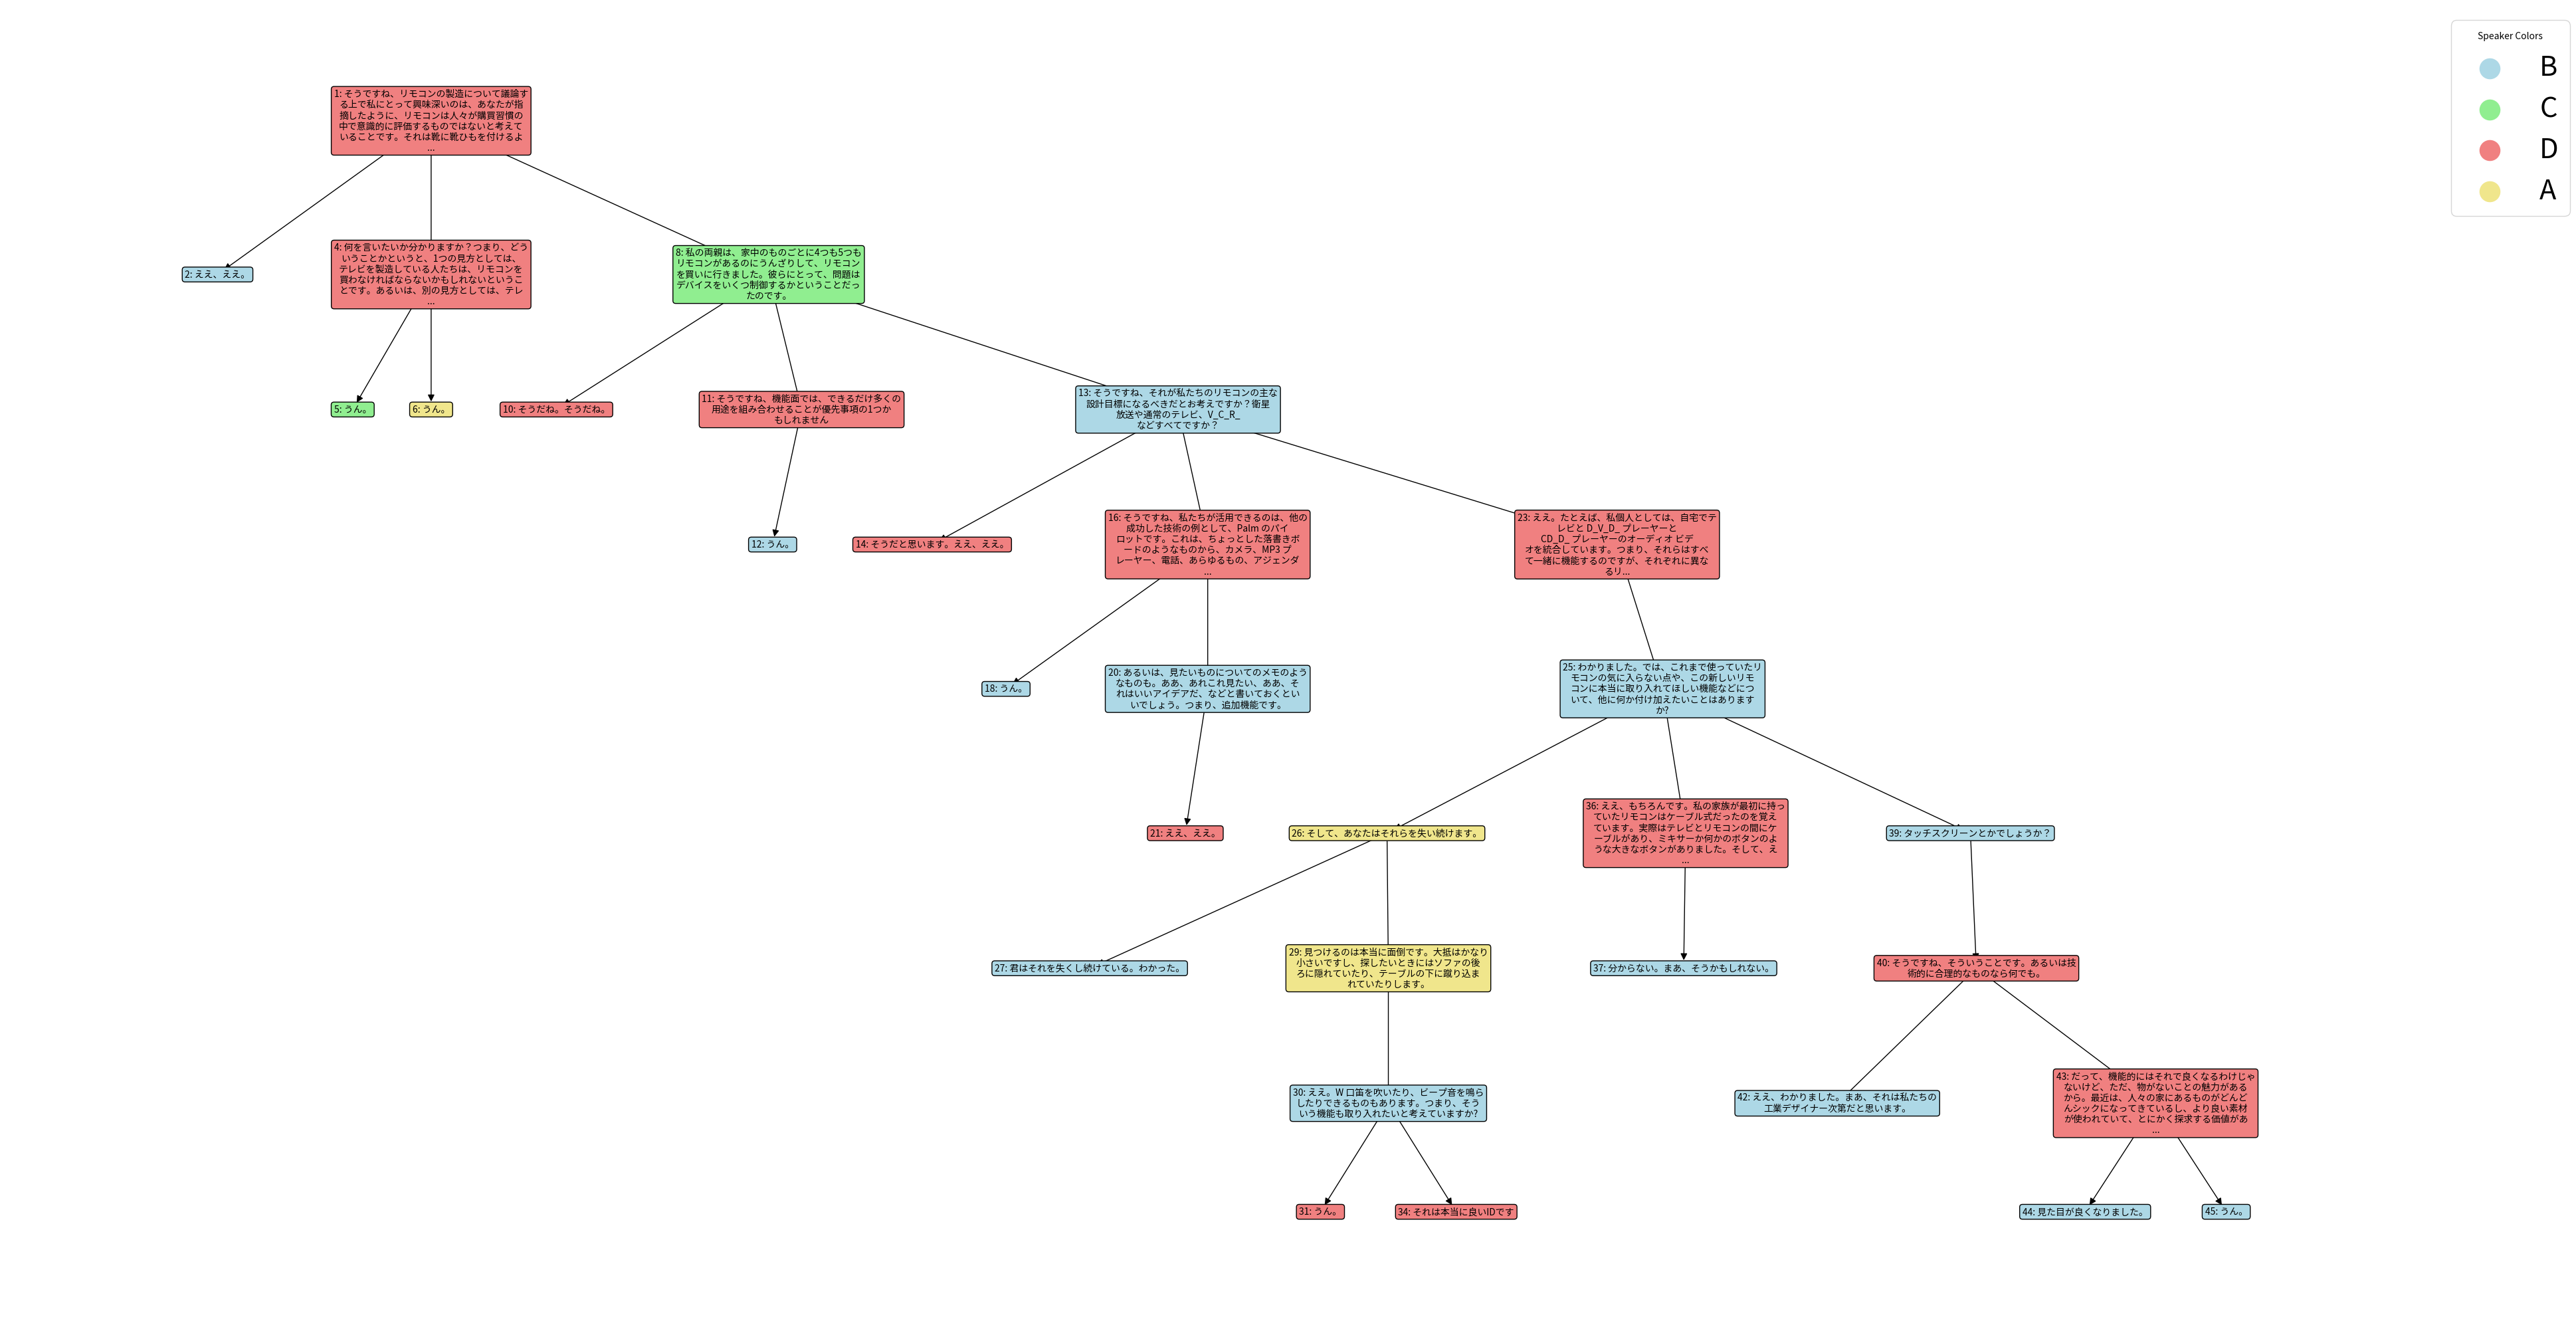 Speaker Colors
B
C
D
A
1: そうですね、リモコンの製造について議論す
る上で私にとって興味深いのは、あなたが指
摘したように、リモコンは人々が購買習慣の
中で意識的に評価するものではないと考えて
いることです。それは靴に靴ひもを付けるよ
...
2: ええ、ええ。
4: 何を言いたいか分かりますか？つまり、どう
いうことかというと、1つの見方としては、
テレビを製造している人たちは、リモコンを
買わなければならないかもしれないというこ
とです。あるいは、別の見方としては、テレ
...
8: 私の両親は、家中のものごとに4つも5つも
リモコンがあるのにうんざりして、リモコン
を買いに行きました。彼らにとって、問題は
デバイスをいくつ制御するかということだっ
たのです。
5: うん。
6: うん。
10: そうだね。そうだね。
11: そうですね、機能面では、できるだけ多くの
用途を組み合わせることが優先事項の1つか
もしれません
13: そうですね、それが私たちのリモコンの主な
設計目標になるべきだとお考えですか？衛星
放送や通常のテレビ、V_C_R_
などすべてですか？
12: うん。
14: そうだと思います。ええ、ええ。
16: そうですね、私たちが活用できるのは、他の
成功した技術の例として、Palm のパイ
ロットです。これは、ちょっとした落書きボ
ードのようなものから、カメラ、MP3 プ
レーヤー、電話、あらゆるもの、アジェンダ
...
23: ええ。たとえば、私個人としては、自宅でテ
レビと D_V_D_ プレーヤーと
CD_D_ プレーヤーのオーディオ ビデ
オを統合しています。つまり、それらはすべ
て一緒に機能するのですが、それぞれに異な
るリ...
18: うん。
20: あるいは、見たいものについてのメモのよう
なものも。ああ、あれこれ見たい、ああ、そ
れはいいアイデアだ、などと書いておくとい
いでしょう。つまり、追加機能です。
25: わかりました。では、これまで使っていたリ
モコンの気に入らない点や、この新しいリモ
コンに本当に取り入れてほしい機能などにつ
いて、他に何か付け加えたいことはあります
か?
21: ええ、ええ。
26: そして、あなたはそれらを失い続けます。
36: ええ、もちろんです。私の家族が最初に持っ
ていたリモコンはケーブル式だったのを覚え
ています。実際はテレビとリモコンの間にケ
ーブルがあり、ミキサーか何かのボタンのよ
うな大きなボタンがありました。そして、え
...
39: タッチスクリーンとかでしょうか？
27: 君はそれを失くし続けている。わかった。
29: 見つけるのは本当に面倒です。大抵はかなり
小さいですし、探したいときにはソファの後
ろに隠れていたり、テーブルの下に蹴り込ま
れていたりします。
37: 分からない。まあ、そうかもしれない。
40: そうですね、そういうことです。あるいは技
術的に合理的なものなら何でも。
30: ええ。W 口笛を吹いたり、ビープ音を鳴ら
したりできるものもあります。つまり、そう
いう機能も取り入れたいと考えていますか?
42: ええ、わかりました。まあ、それは私たちの
工業デザイナー次第だと思います。
43: だって、機能的にはそれで良くなるわけじゃ
ないけど、ただ、物がないことの魅力がある
から。最近は、人々の家にあるものがどんど
んシックになってきているし、より良い素材
が使われていて、とにかく探求する価値があ
...
31: うん。
34: それは本当に良いIDです
44: 見た目が良くなりました。
45: うん。